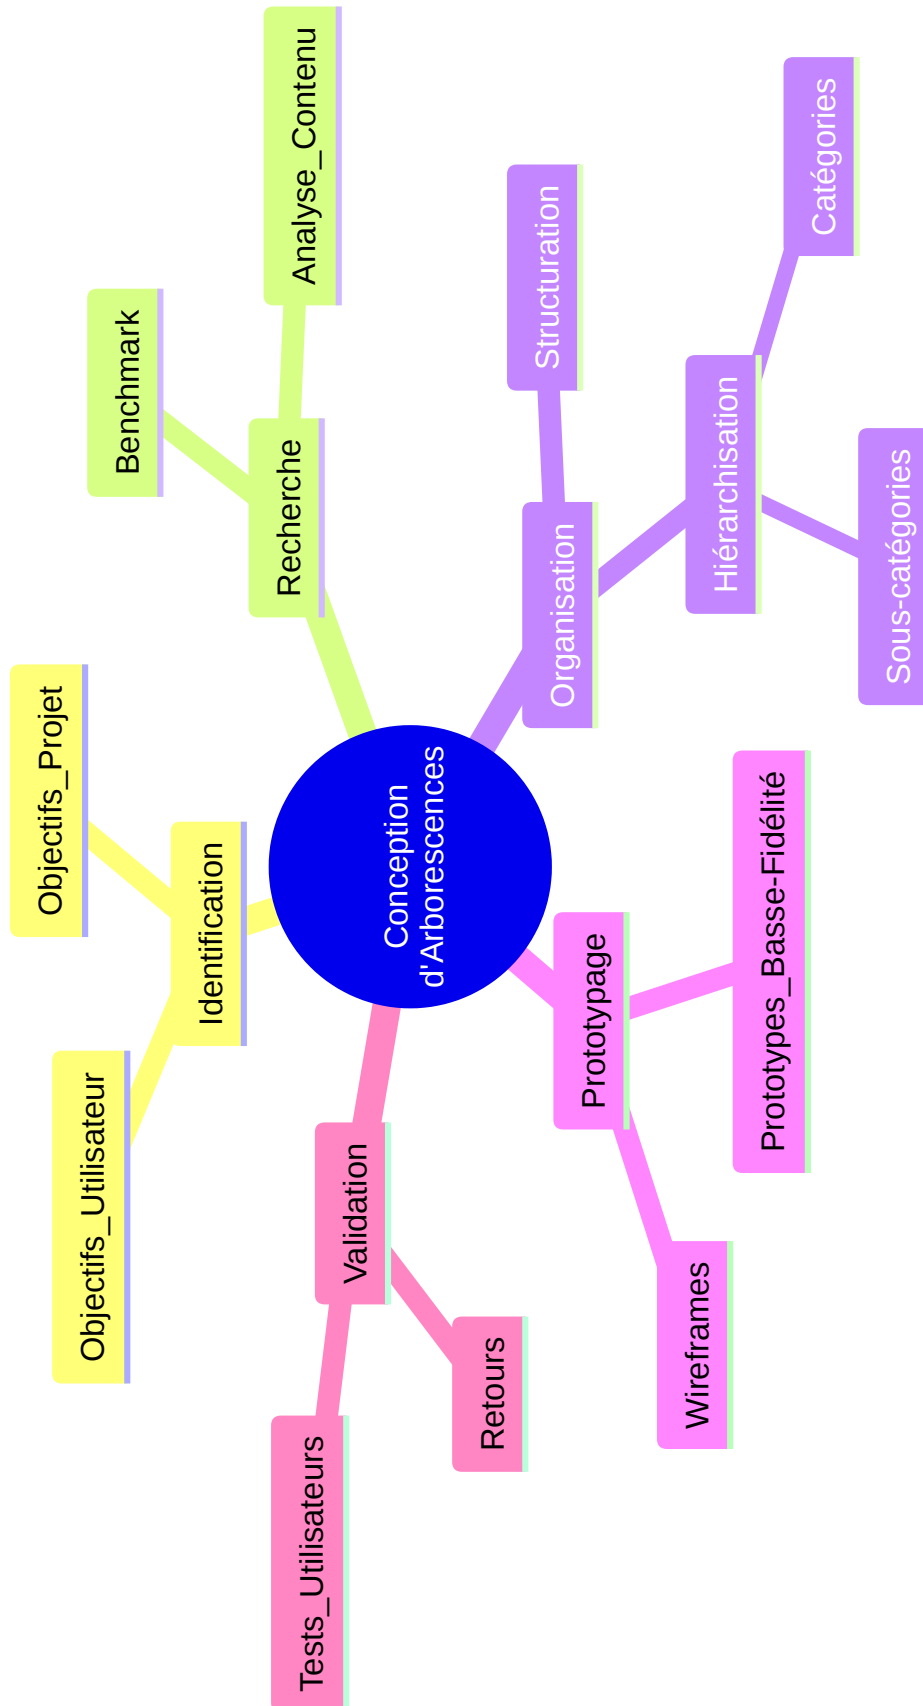 Conception
d'Arborescences
Identification
Objectifs_Utilisateur
Objectifs_Projet
Recherche
Benchmark
Analyse_Contenu
Organisation
Structuration
Hiérarchisation
Catégories
Sous-catégories
Prototypage
Wireframes
Prototypes_Basse-Fidélité
Validation
Tests_Utilisateurs
Retours